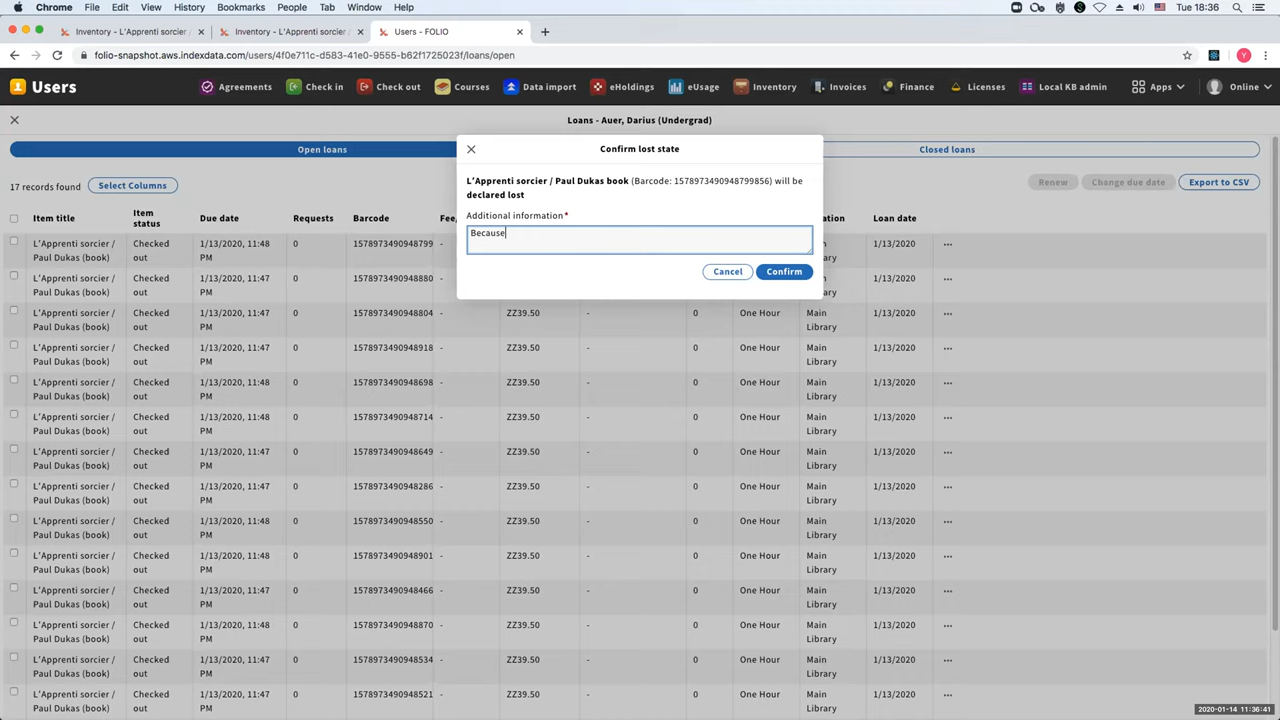 Chrome File Edit View History Bookmarks People Tab Window Help Tue 18:36
Inventory - L'Apprenti sorcier / Inventory - L'Apprenti sorcier / Users - FOLIO
folio-snapshot.aws.indexdata.com/users/4f0e711c-d583-41e0-9555-b62f1725023f/loans/open Y
Users Agreements Check in Check out Courses Data import eHoldings eUsage Inventory Invoices Finance Licenses Local KB admin Apps Online
Loans - Auer, Darius (Undergrad)
Open loans Closed loans
17 records found Select Columns Renew Change due date Export to CSV
Confirm lost state
L'Apprenti sorcier / Paul Dukas book (Barcode: 1578973490948799856) will be
declared lost
Additional information*
Because
Cancel Confirm
Item title Item status Due date Requests Barcode Loan date
L'Apprenti sorcier / Checked 1/13/2020, 11:48 0 1578973490948799 - 1/13/2020 •••
Paul Dukas (book) out PM Library
L'Apprenti sorcier / Checked 1/13/2020, 11:47 0 1578973490948880 - 1/13/2020 •••
Paul Dukas (book) out PM Library
L'Apprenti sorcier / Checked 1/13/2020, 11:47 0 1578973490948804 - ZZ39.50 - 0 One Hour Main 1/13/2020 •••
Paul Dukas (book) out PM Library
L'Apprenti sorcier / Checked 1/13/2020, 11:47 0 1578973490948918 - ZZ39.50 - 0 One Hour Main 1/13/2020 •••
Paul Dukas (book) out PM Library
L'Apprenti sorcier / Checked 1/13/2020, 11:48 0 1578973490948698 - ZZ39.50 - 0 One Hour Main 1/13/2020 •••
Paul Dukas (book) out PM Library
L'Apprenti sorcier / Checked 1/13/2020, 11:48 0 1578973490948714 - ZZ39.50 - 0 One Hour Main 1/13/2020 •••
Paul Dukas (book) out PM Library
L'Apprenti sorcier / Checked 1/13/2020, 11:47 0 1578973490948649 - ZZ39.50 - 0 One Hour Main 1/13/2020 •••
Paul Dukas (book) out PM Library
L'Apprenti sorcier / Checked 1/13/2020, 11:47 0 1578973490948286 - ZZ39.50 - 0 One Hour Main 1/13/2020 •••
Paul Dukas (book) out PM Library
L'Apprenti sorcier / Checked 1/13/2020, 11:48 0 1578973490948550 - ZZ39.50 - 0 One Hour Main 1/13/2020 •••
Paul Dukas (book) out PM Library
L'Apprenti sorcier / Checked 1/13/2020, 11:48 0 1578973490948901 - ZZ39.50 - 0 One Hour Main 1/13/2020 •••
Paul Dukas (book) out PM Library
L'Apprenti sorcier / Checked 1/13/2020, 11:47 0 1578973490948466 - ZZ39.50 - 0 One Hour Main 1/13/2020 •••
Paul Dukas (book) out PM Library
L'Apprenti sorcier / Checked 1/13/2020, 11:48 0 1578973490948870 - ZZ39.50 - 0 One Hour Main 1/13/2020 •••
Paul Dukas (book) out PM Library
L'Apprenti sorcier / Checked 1/13/2020, 11:47 0 1578973490948534 - ZZ39.50 - 0 One Hour Main 1/13/2020 •••
Paul Dukas (book) out PM Library
L'Apprenti sorcier / Checked 1/13/2020, 11:47 0 1578973490948521 - ZZ39.50 - 0 One Hour Main 1/13/2020 •••
Paul Dukas (book) out PM Library
2020-01-14 11:36:41